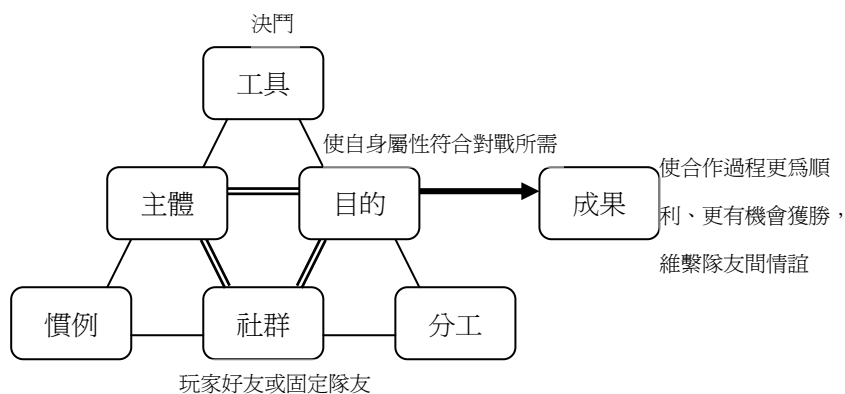 決鬥
工具
使自身屬性符合對戰所需
主體
目的
成果
使合作過程更為順
利、更有機會獲勝，
維繫隊友間情誼
慣例
社群
分工
玩家好友或固定隊友